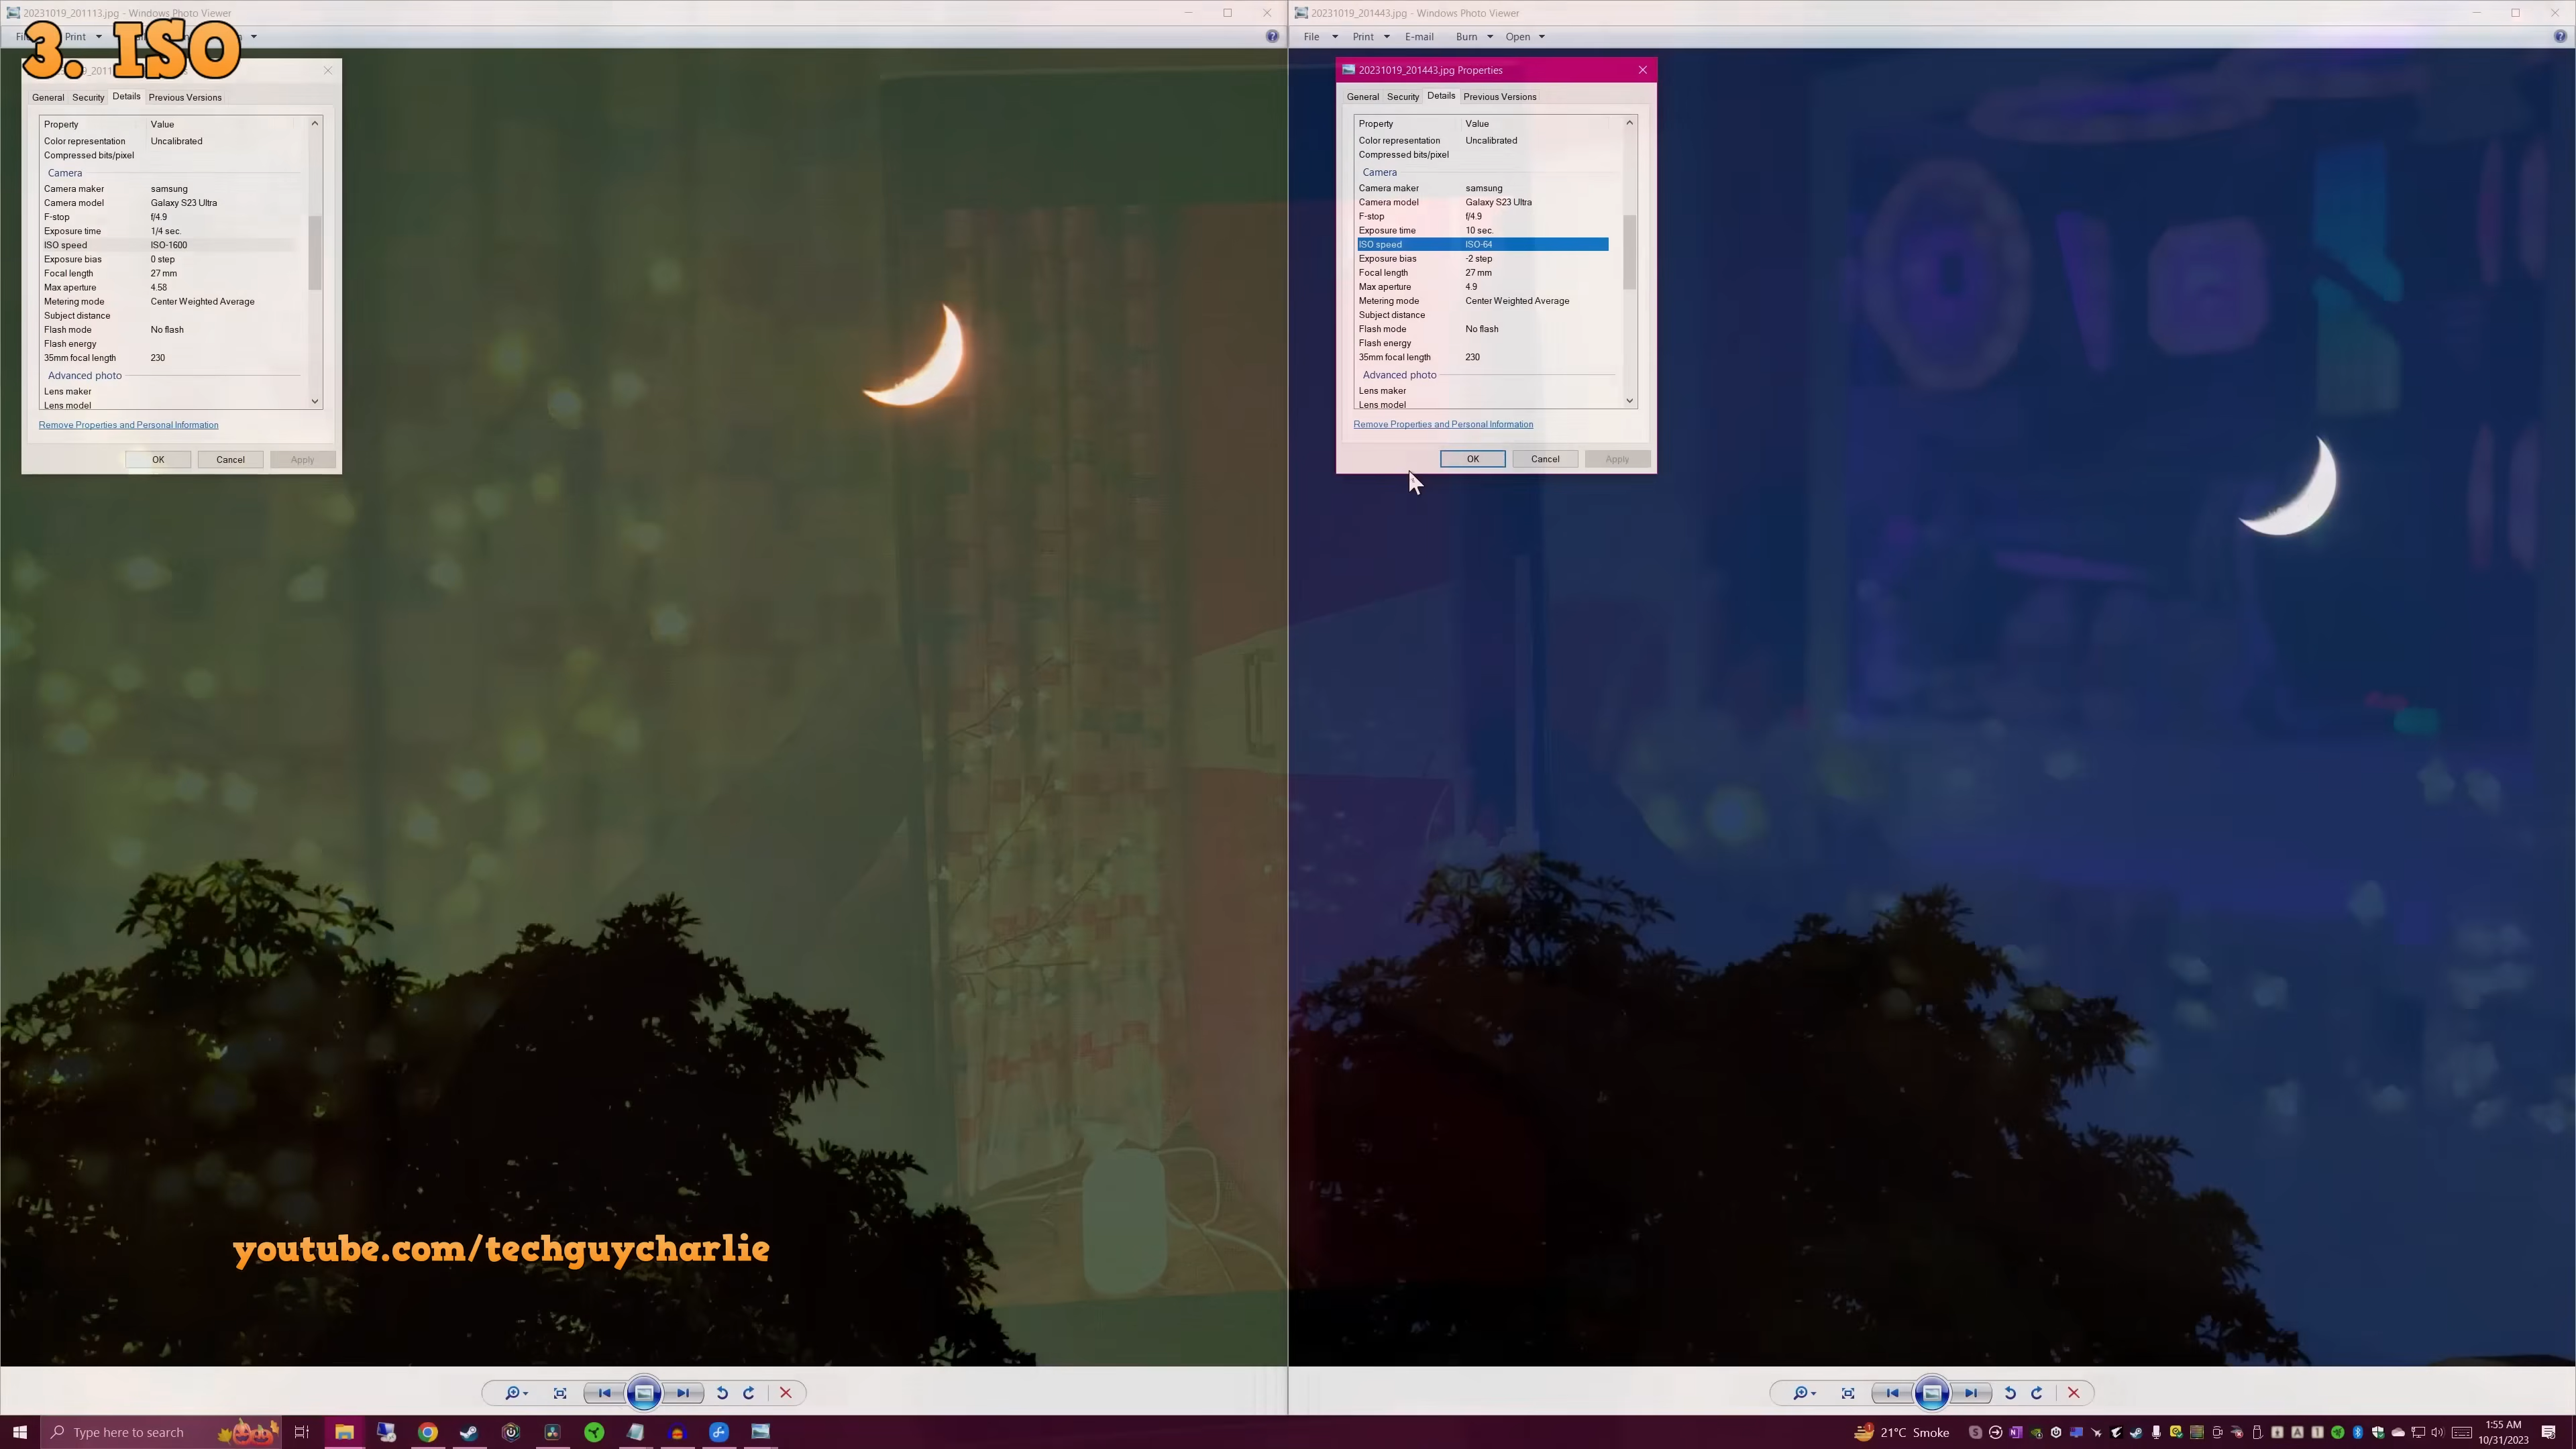 20231019_201113.jpg - Windows Photo Viewer
3. ISO
Print
General Security Details Previous Versions
Property Value
Color representation Uncalibrated
Compressed bits/pixel
Camera
Camera maker samsung
Camera model Galaxy S23 Ultra
F-stop f/4.9
Exposure time 1/4 sec.
ISO speed ISO-1600
Exposure bias 0 step
Focal length 27 mm
Max aperture 4.58
Metering mode Center Weighted Average
Subject distance
Flash mode No flash
Flash energy
35mm focal length 230
Advanced photo
Lens maker
Lens model
Remove Properties and Personal Information
OK Cancel Apply
youtube.com/techguycharlie
20231019_201443.jpg - Windows Photo Viewer
File Print E-mail Burn Open
20231019_201443.jpg Properties
General Security Details Previous Versions
Property Value
Color representation Uncalibrated
Compressed bits/pixel
Camera
Camera maker samsung
Camera model Galaxy S23 Ultra
F-stop f/4.9
Exposure time 10 sec.
ISO speed ISO-64
Exposure bias -2 step
Focal length 27 mm
Max aperture 4.9
Metering mode Center Weighted Average
Subject distance
Flash mode No flash
Flash energy
35mm focal length 230
Advanced photo
Lens maker
Lens model
Remove Properties and Personal Information
OK Cancel Apply
Type here to search
21°C Smoke
1:55 AM
10/31/2023